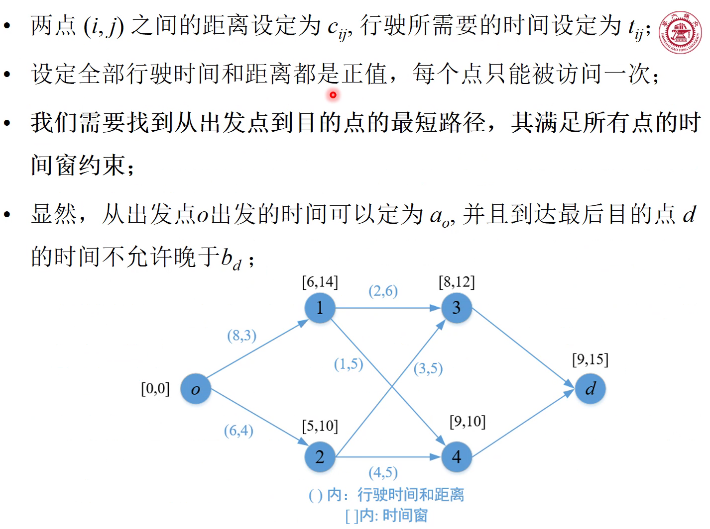 • 两点 (i, j) 之间的距离设定为 cij, 行驶所需要的时间设定为 tij;
• 设定全部行驶时间和距离都是正值，每个点只能被访问一次；
• 我们需要找到从出发点到目的点的最短路径，其满足所有点的时
间窗约束；
• 显然，从出发点o出发的时间可以定为 ao, 并且到达最后目的点 d
的时间不允许晚于bd ;
[6,14]
[8,12]
1
(2,6)
3
(8,3)
[9,15]
(1,5)
(3,5)
[0,0]
o
d
[5,10]
[9,10]
(6,4)
2
4
(4,5)
( ) 内：行驶时间和距离
[ ]内: 时间窗